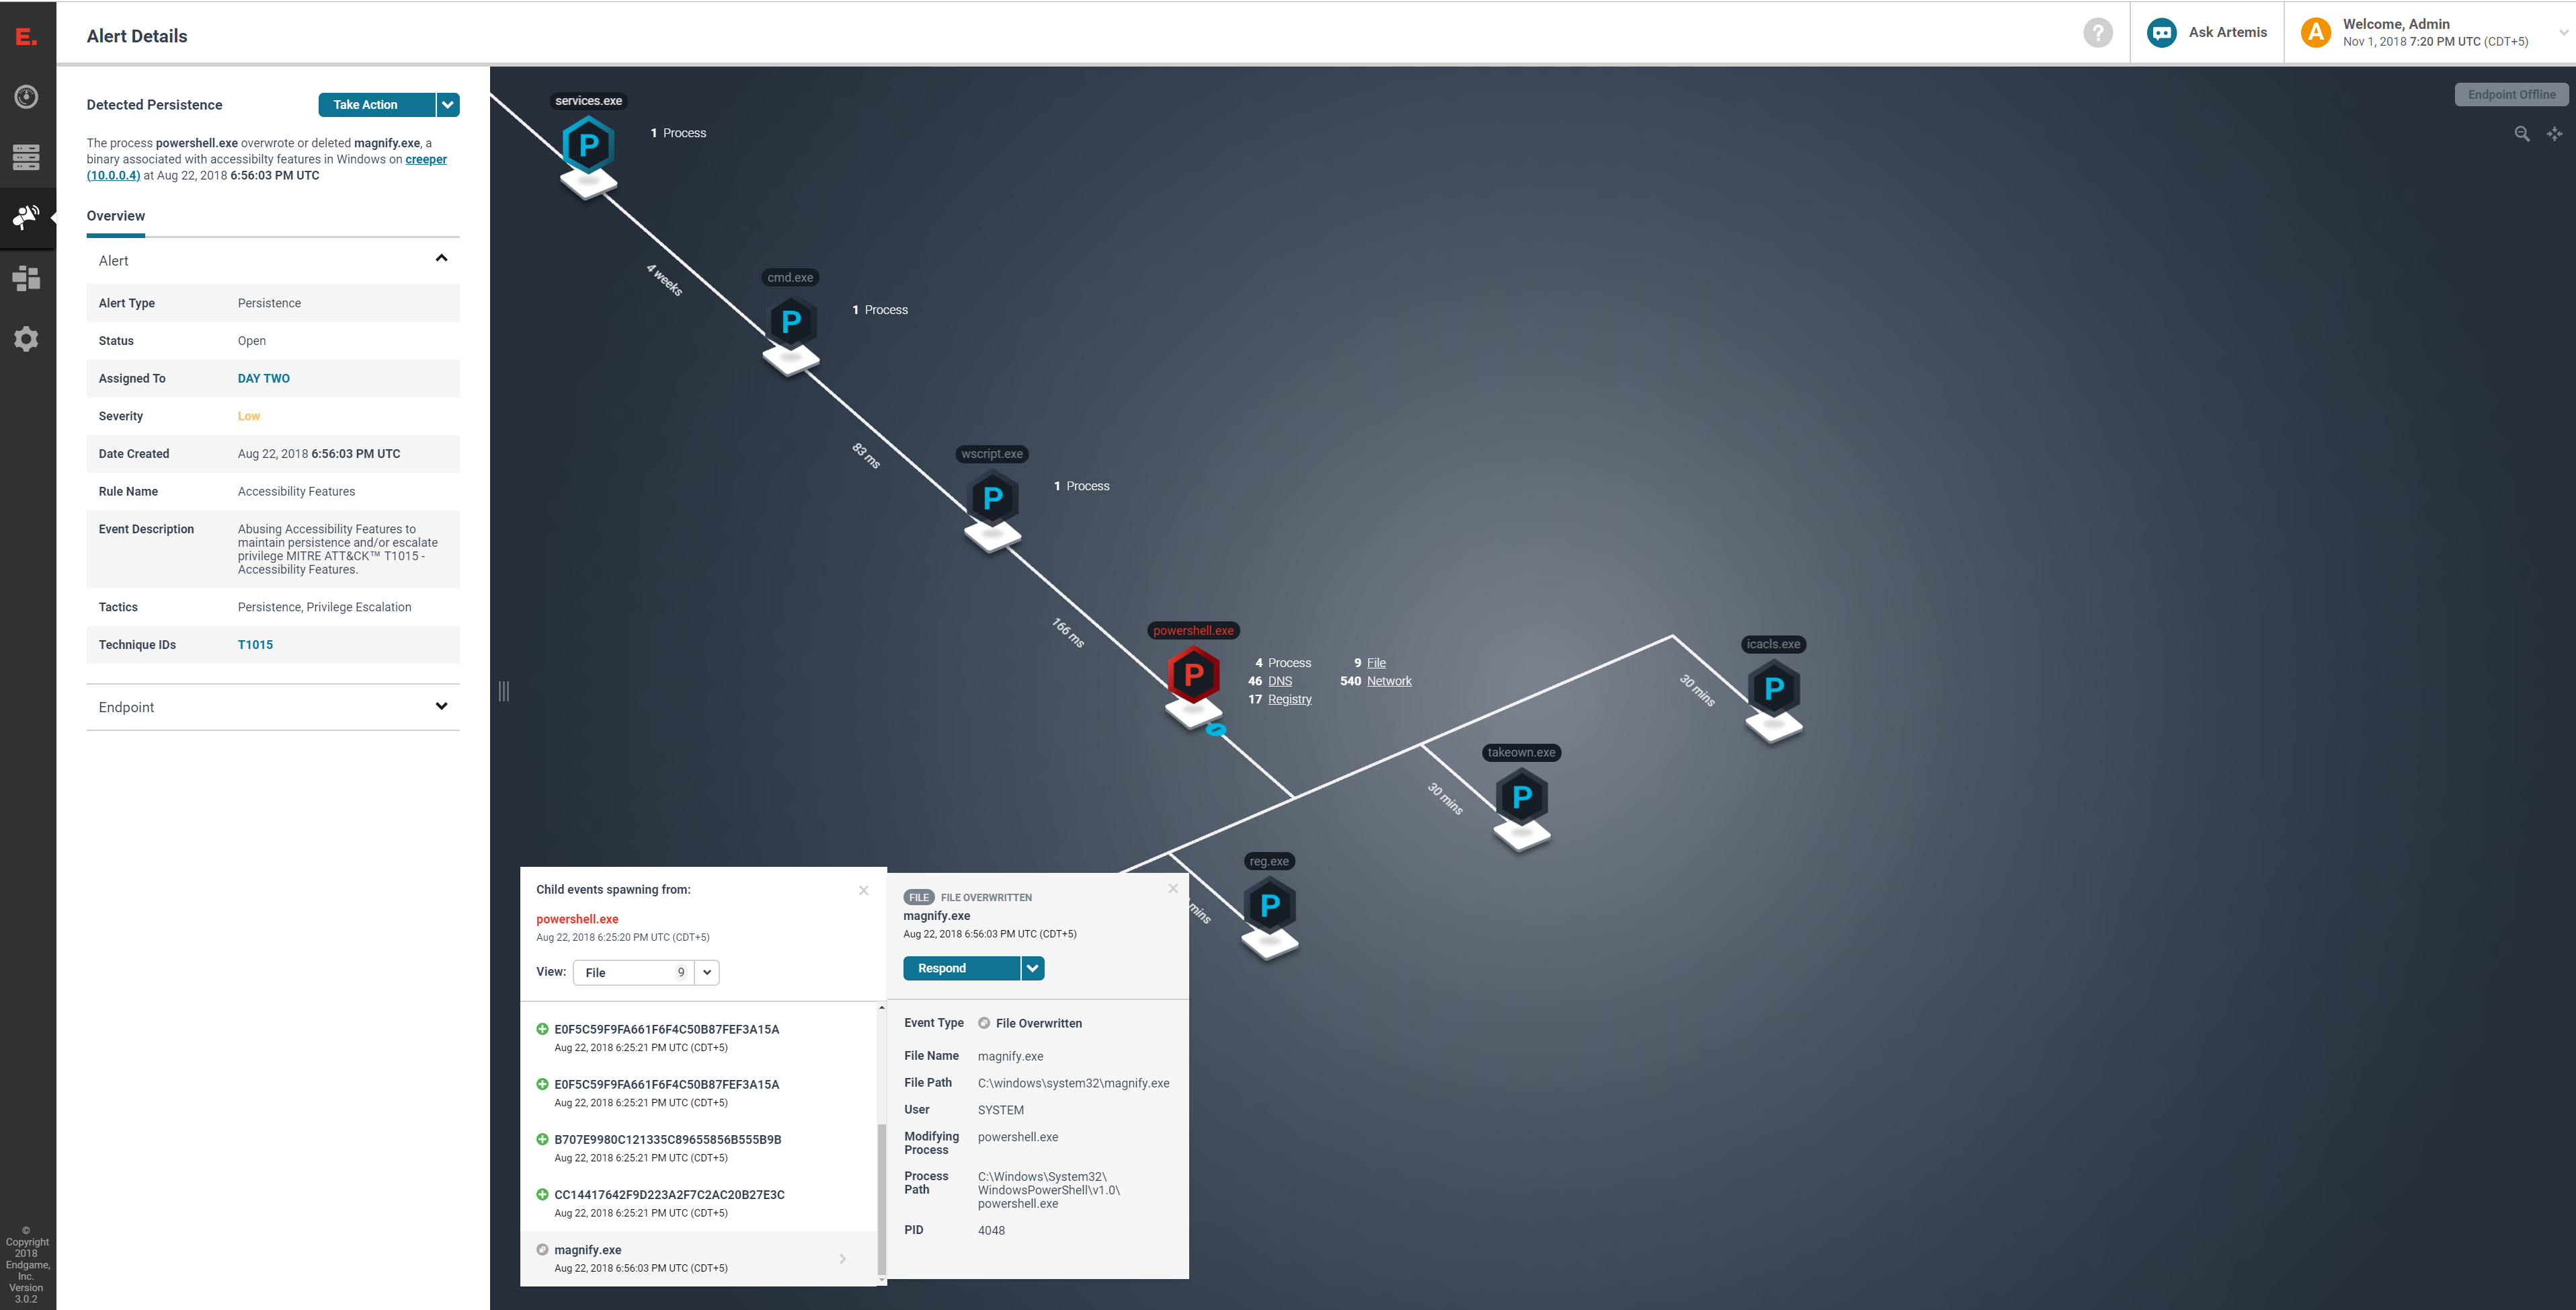 E.
Alert Details
?
Ask Artemis
A
Welcome, Admin
Nov 1, 2018 7:20 PM UTC (CDT+5)
Detected Persistence
Take Action
The process powershell.exe overwrote or deleted magnify.exe, a
binary associated with accessibilty features in Windows on creeper
(10.0.0.4) at Aug 22, 2018 6:56:03 PM UTC
Overview
Alert
Alert Type Persistence
Status Open
Assigned To DAY TWO
Severity Low
Date Created Aug 22, 2018 6:56:03 PM UTC
Rule Name Accessibility Features
Event Description Abusing Accessibility Features to
maintain persistence and/or escalate
privilege MITRE ATT&CK™ T1015 -
Accessibility Features.
Tactics Persistence, Privilege Escalation
Technique IDs T1015
Endpoint
Endpoint Offline
services.exe
P
1 Process
4 weeks
cmd.exe
P
1 Process
83 ms
wscript.exe
P
1 Process
166 ms
powershell.exe
P
4 Process 9 File
46 DNS 540 Network
17 Registry
icacls.exe
P
30 mins
takeown.exe
P
30 mins
reg.exe
P
mins
Child events spawning from:
powershell.exe
Aug 22, 2018 6:25:20 PM UTC (CDT+5)
View: File 9
E0F5C59F9FA661F6F4C50B87FEF3A15A
Aug 22, 2018 6:25:21 PM UTC (CDT+5)
E0F5C59F9FA661F6F4C50B87FEF3A15A
Aug 22, 2018 6:25:21 PM UTC (CDT+5)
B707E9980C121335C89655856B555B9B
Aug 22, 2018 6:25:21 PM UTC (CDT+5)
CC14417642F9D223A2F7C2AC20B27E3C
Aug 22, 2018 6:25:21 PM UTC (CDT+5)
magnify.exe
Aug 22, 2018 6:56:03 PM UTC (CDT+5)
FILE FILE OVERWRITTEN
magnify.exe
Aug 22, 2018 6:56:03 PM UTC (CDT+5)
Respond
Event Type File Overwritten
File Name magnify.exe
File Path C:\windows\system32\magnify.exe
User SYSTEM
Modifying powershell.exe
Process
Process C:\Windows\System32\
Path WindowsPowerShell\v1.0\
powershell.exe
PID 4048
©
Copyright
2018
Endgame,
Inc.
Version
3.0.2